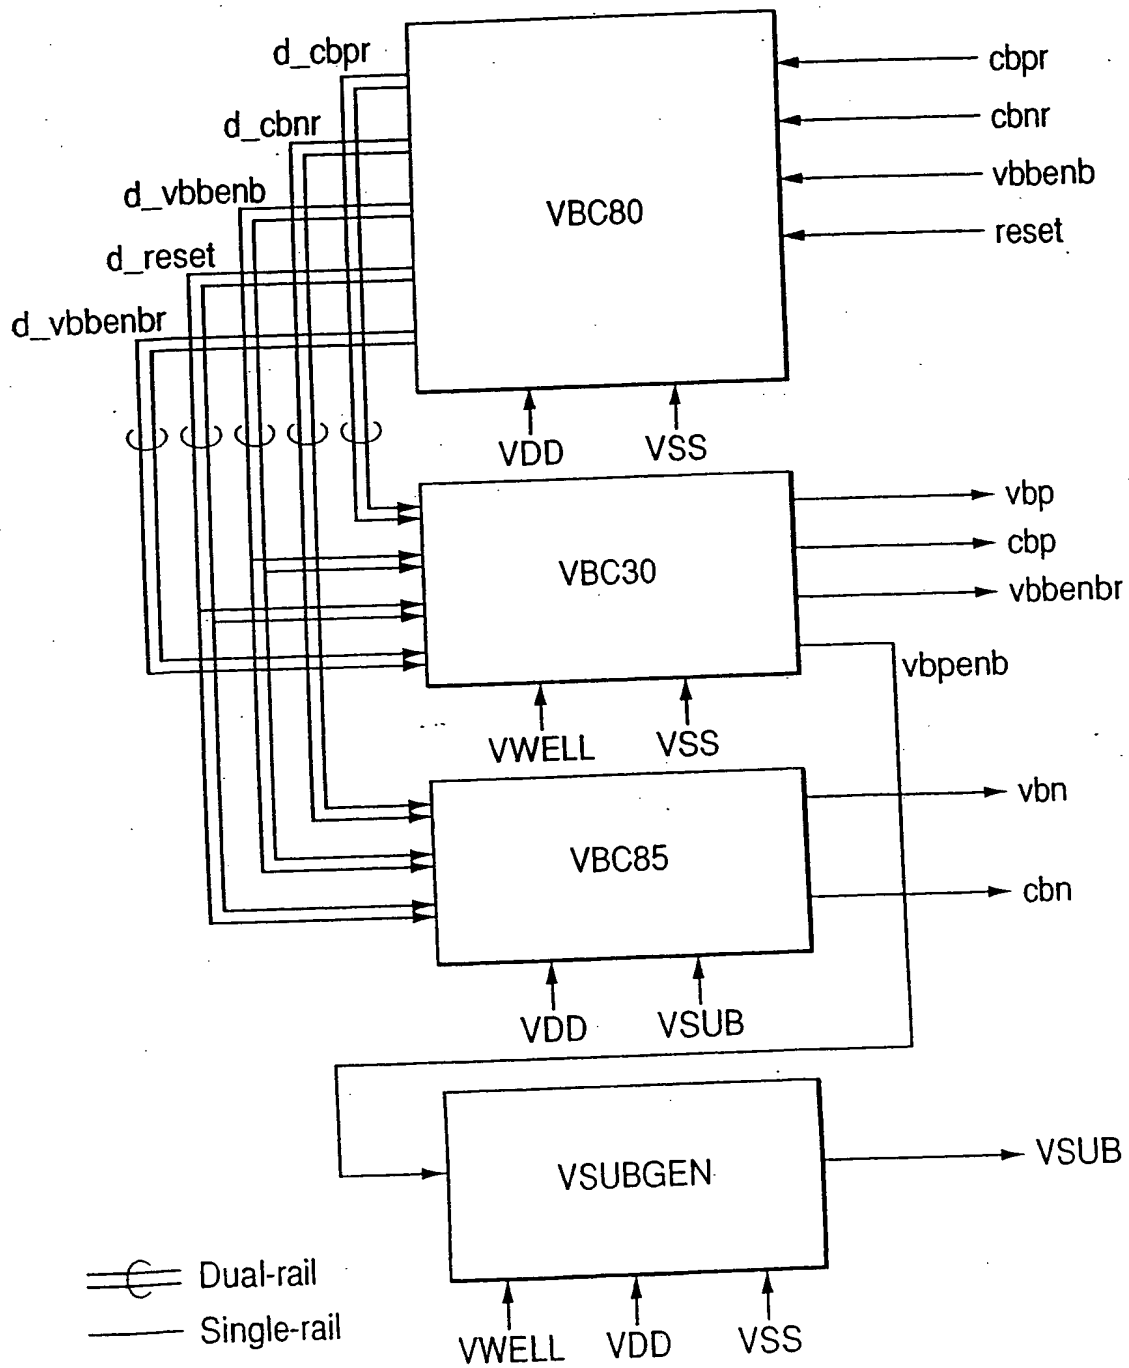 d_cbpr
cbpr
d_cbnr
cbnr
d_vbbenb
vbbenb
VBC80
d_reset
reset
d_vbbenbr
VDD
VSS
vbp
cbp
VBC30
vbbenbr
vbpenb
VWELL
VSS
vbn
VBC85
cbn
VDD
VSUB
VSUB
VSUBGEN
Dual-rail
Single-rail
VWELL
VDD
VSS